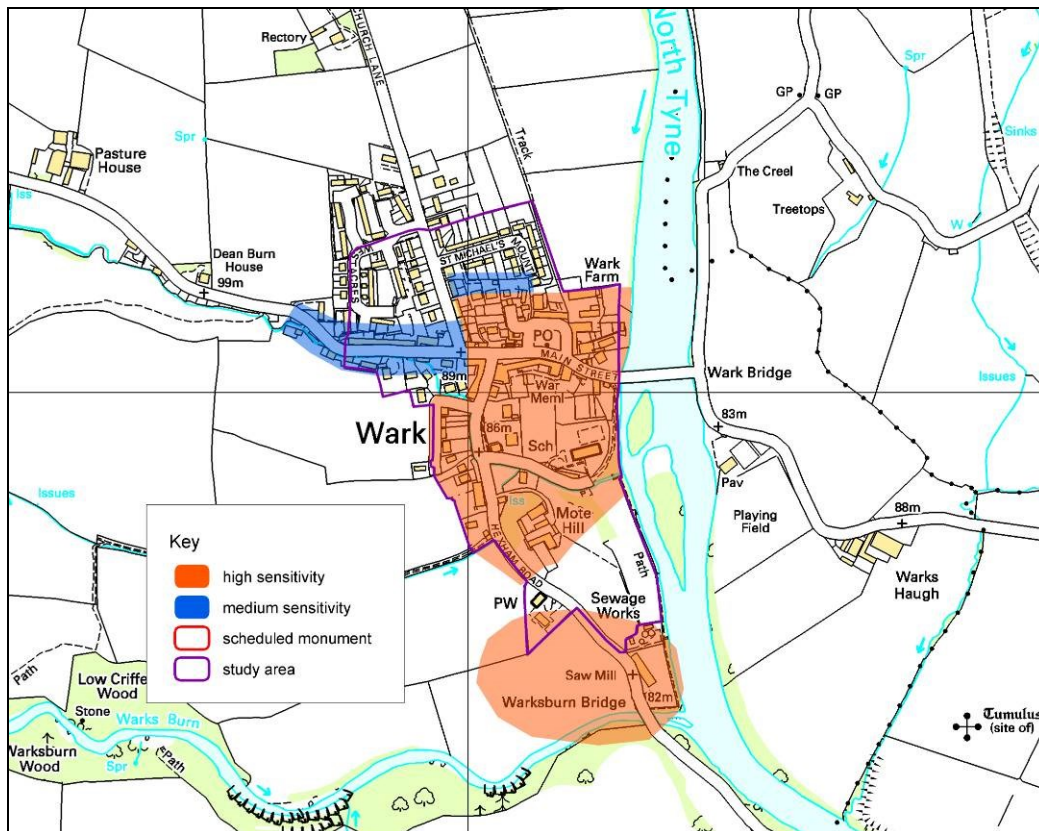 Rectory
CHURCH LANE
North Tyne
Spr
GP
GP
Sinks
Track
Spr
Pasture
House
The Creel
Treetops
W
Iss
Dean Burn
House
99m
WEST ACRES
ST MICHAEL'S
MOUNT
Wark
Farm
PO
MAIN STREET
Wark Bridge
Issues
89m
War
Meml
83m
Wark
86m
Sch
Pav
Issues
Iss
Mote
Hill
Playing
Field
88m
HEXHAM ROAD
Path
Warks
Haugh
Key
high sensitivity
medium sensitivity
scheduled monument
study area
PW
Sewage
Works
Saw Mill
82m
Warksburn Bridge
Path
Low Criffe
Wood
Stone
Warks Burn
Warksburn
Wood
Path
Spr
Tumulus
(site of)